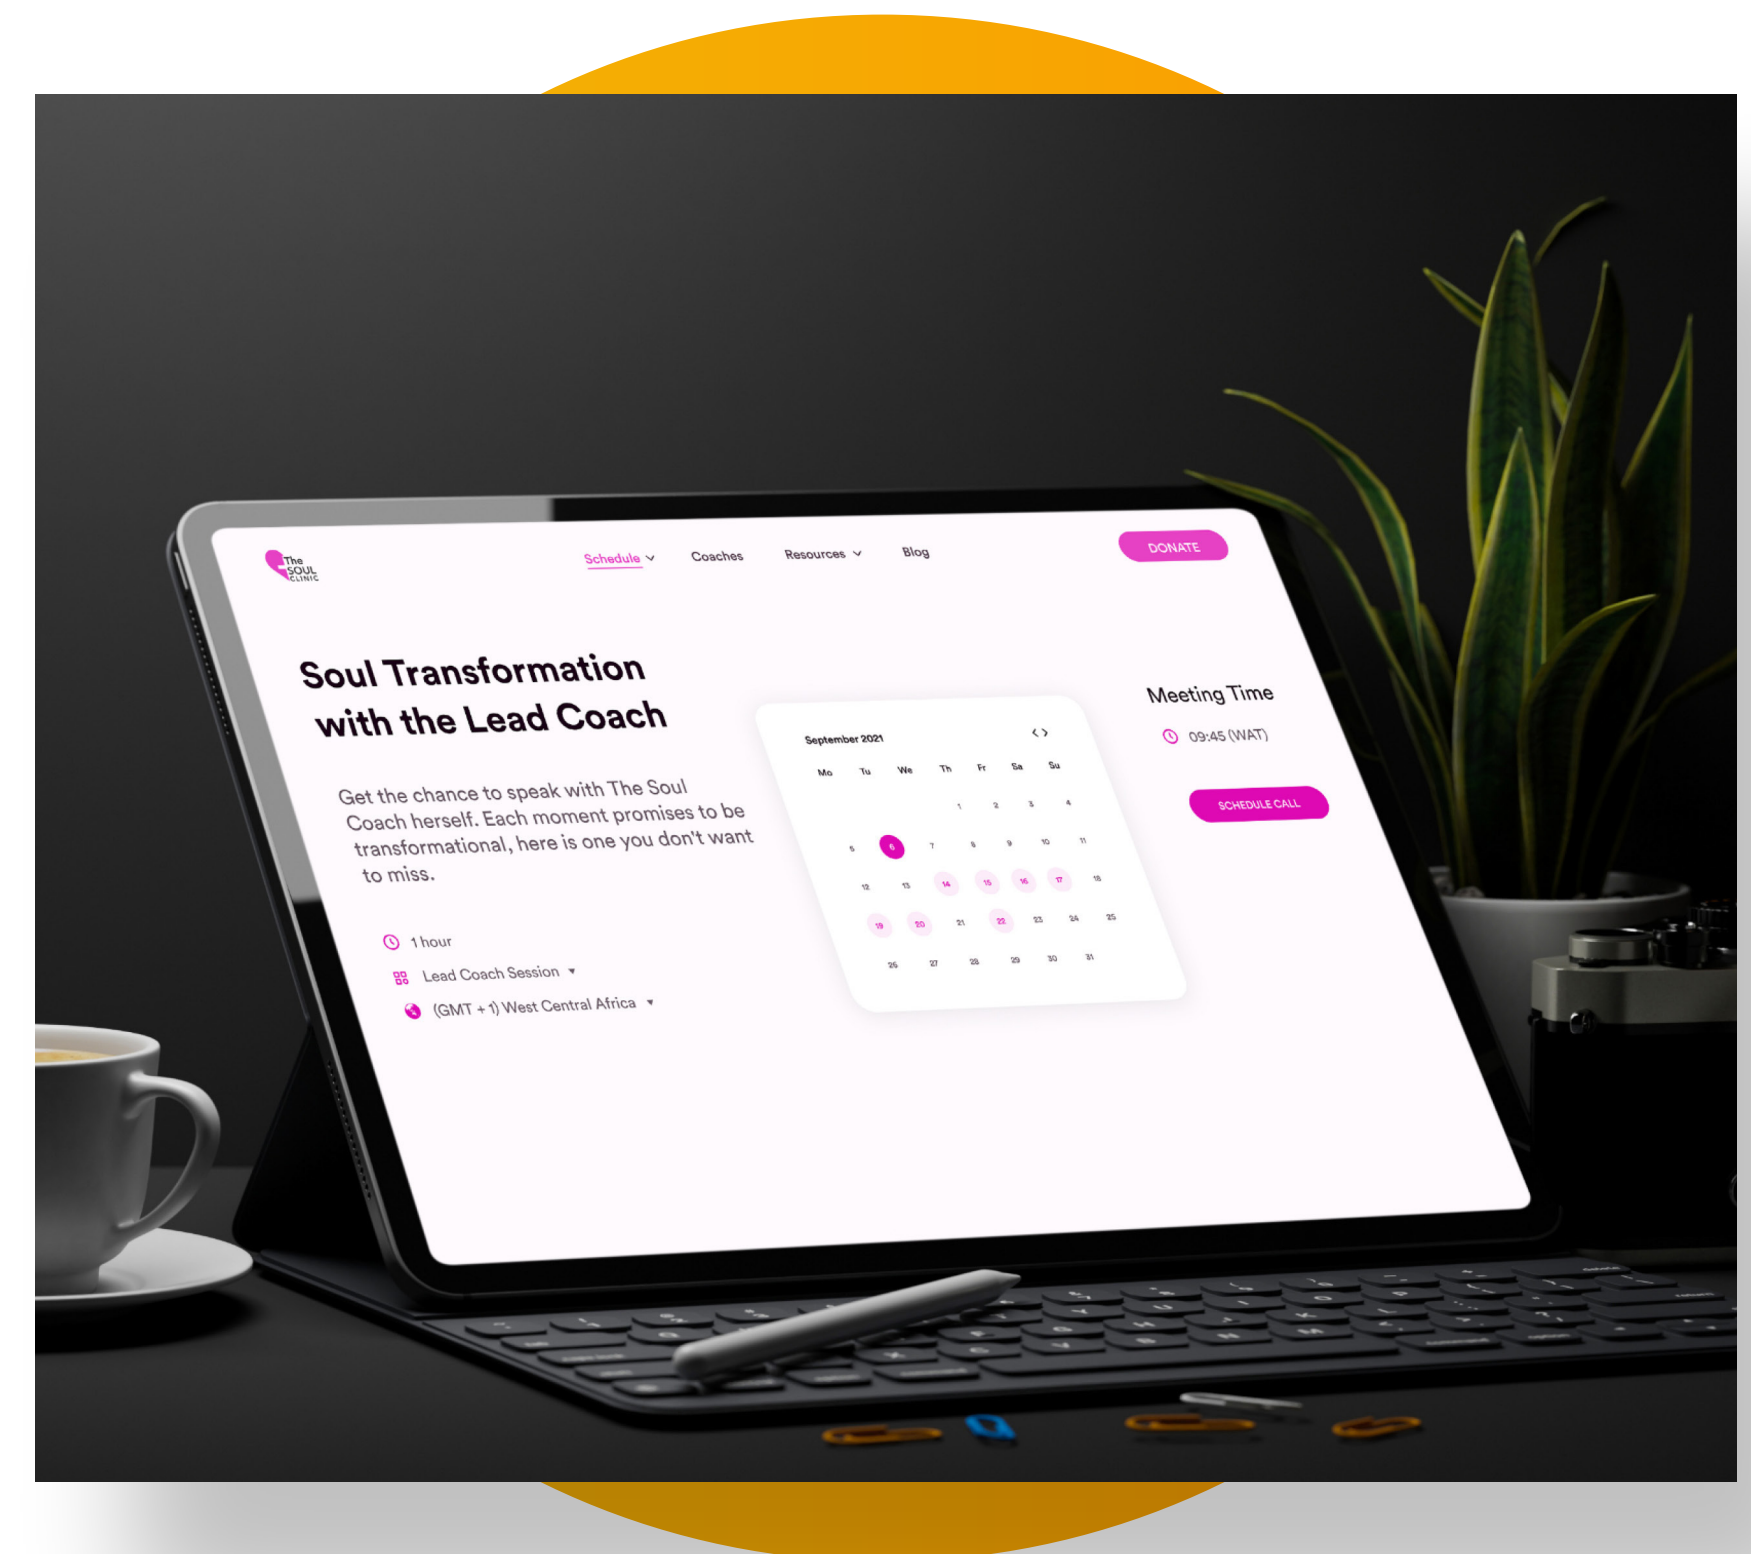 The
SOUL
CLINIC
Schedule
Coaches
Resources
Blog
DONATE
Soul Transformation
with the Lead Coach
Get the chance to speak with The Soul
Coach herself. Each moment promises to be
transformational, here is one you don't want
to miss.
1 hour
Lead Coach Session
(GMT + 1) West Central Africa
September 2021
Mo Tu We Th Fr Sa Su
1 2 3 4
5 6 7 8 9 10 11
12 13 14 15 16 17 18
19 20 21 22 23 24 25
26 27 28 29 30 31
Meeting Time
09:45 (WAT)
SCHEDULE CALL